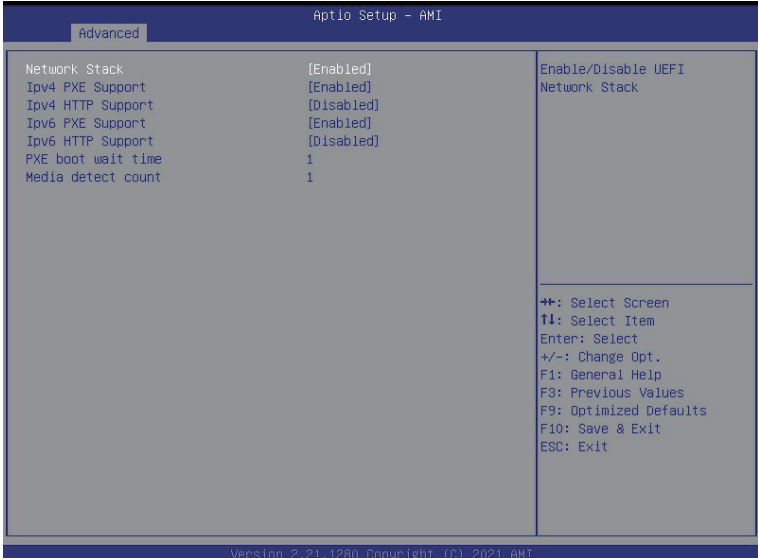 Aptio Setup – AMI
Advanced
Network Stack [Enabled]
Ipv4 PXE Support [Enabled]
Ipv4 HTTP Support [Disabled]
Ipv6 PXE Support [Enabled]
Ipv6 HTTP Support [Disabled]
PXE boot wait time 1
Media detect count 1
Enable/Disable UEFI
Network Stack
→←: Select Screen
↑↓: Select Item
Enter: Select
+/-: Change Opt.
F1: General Help
F3: Previous Values
F9: Optimized Defaults
F10: Save & Exit
ESC: Exit
Version 2.21.1280 Copyright (C) 2021 AMI